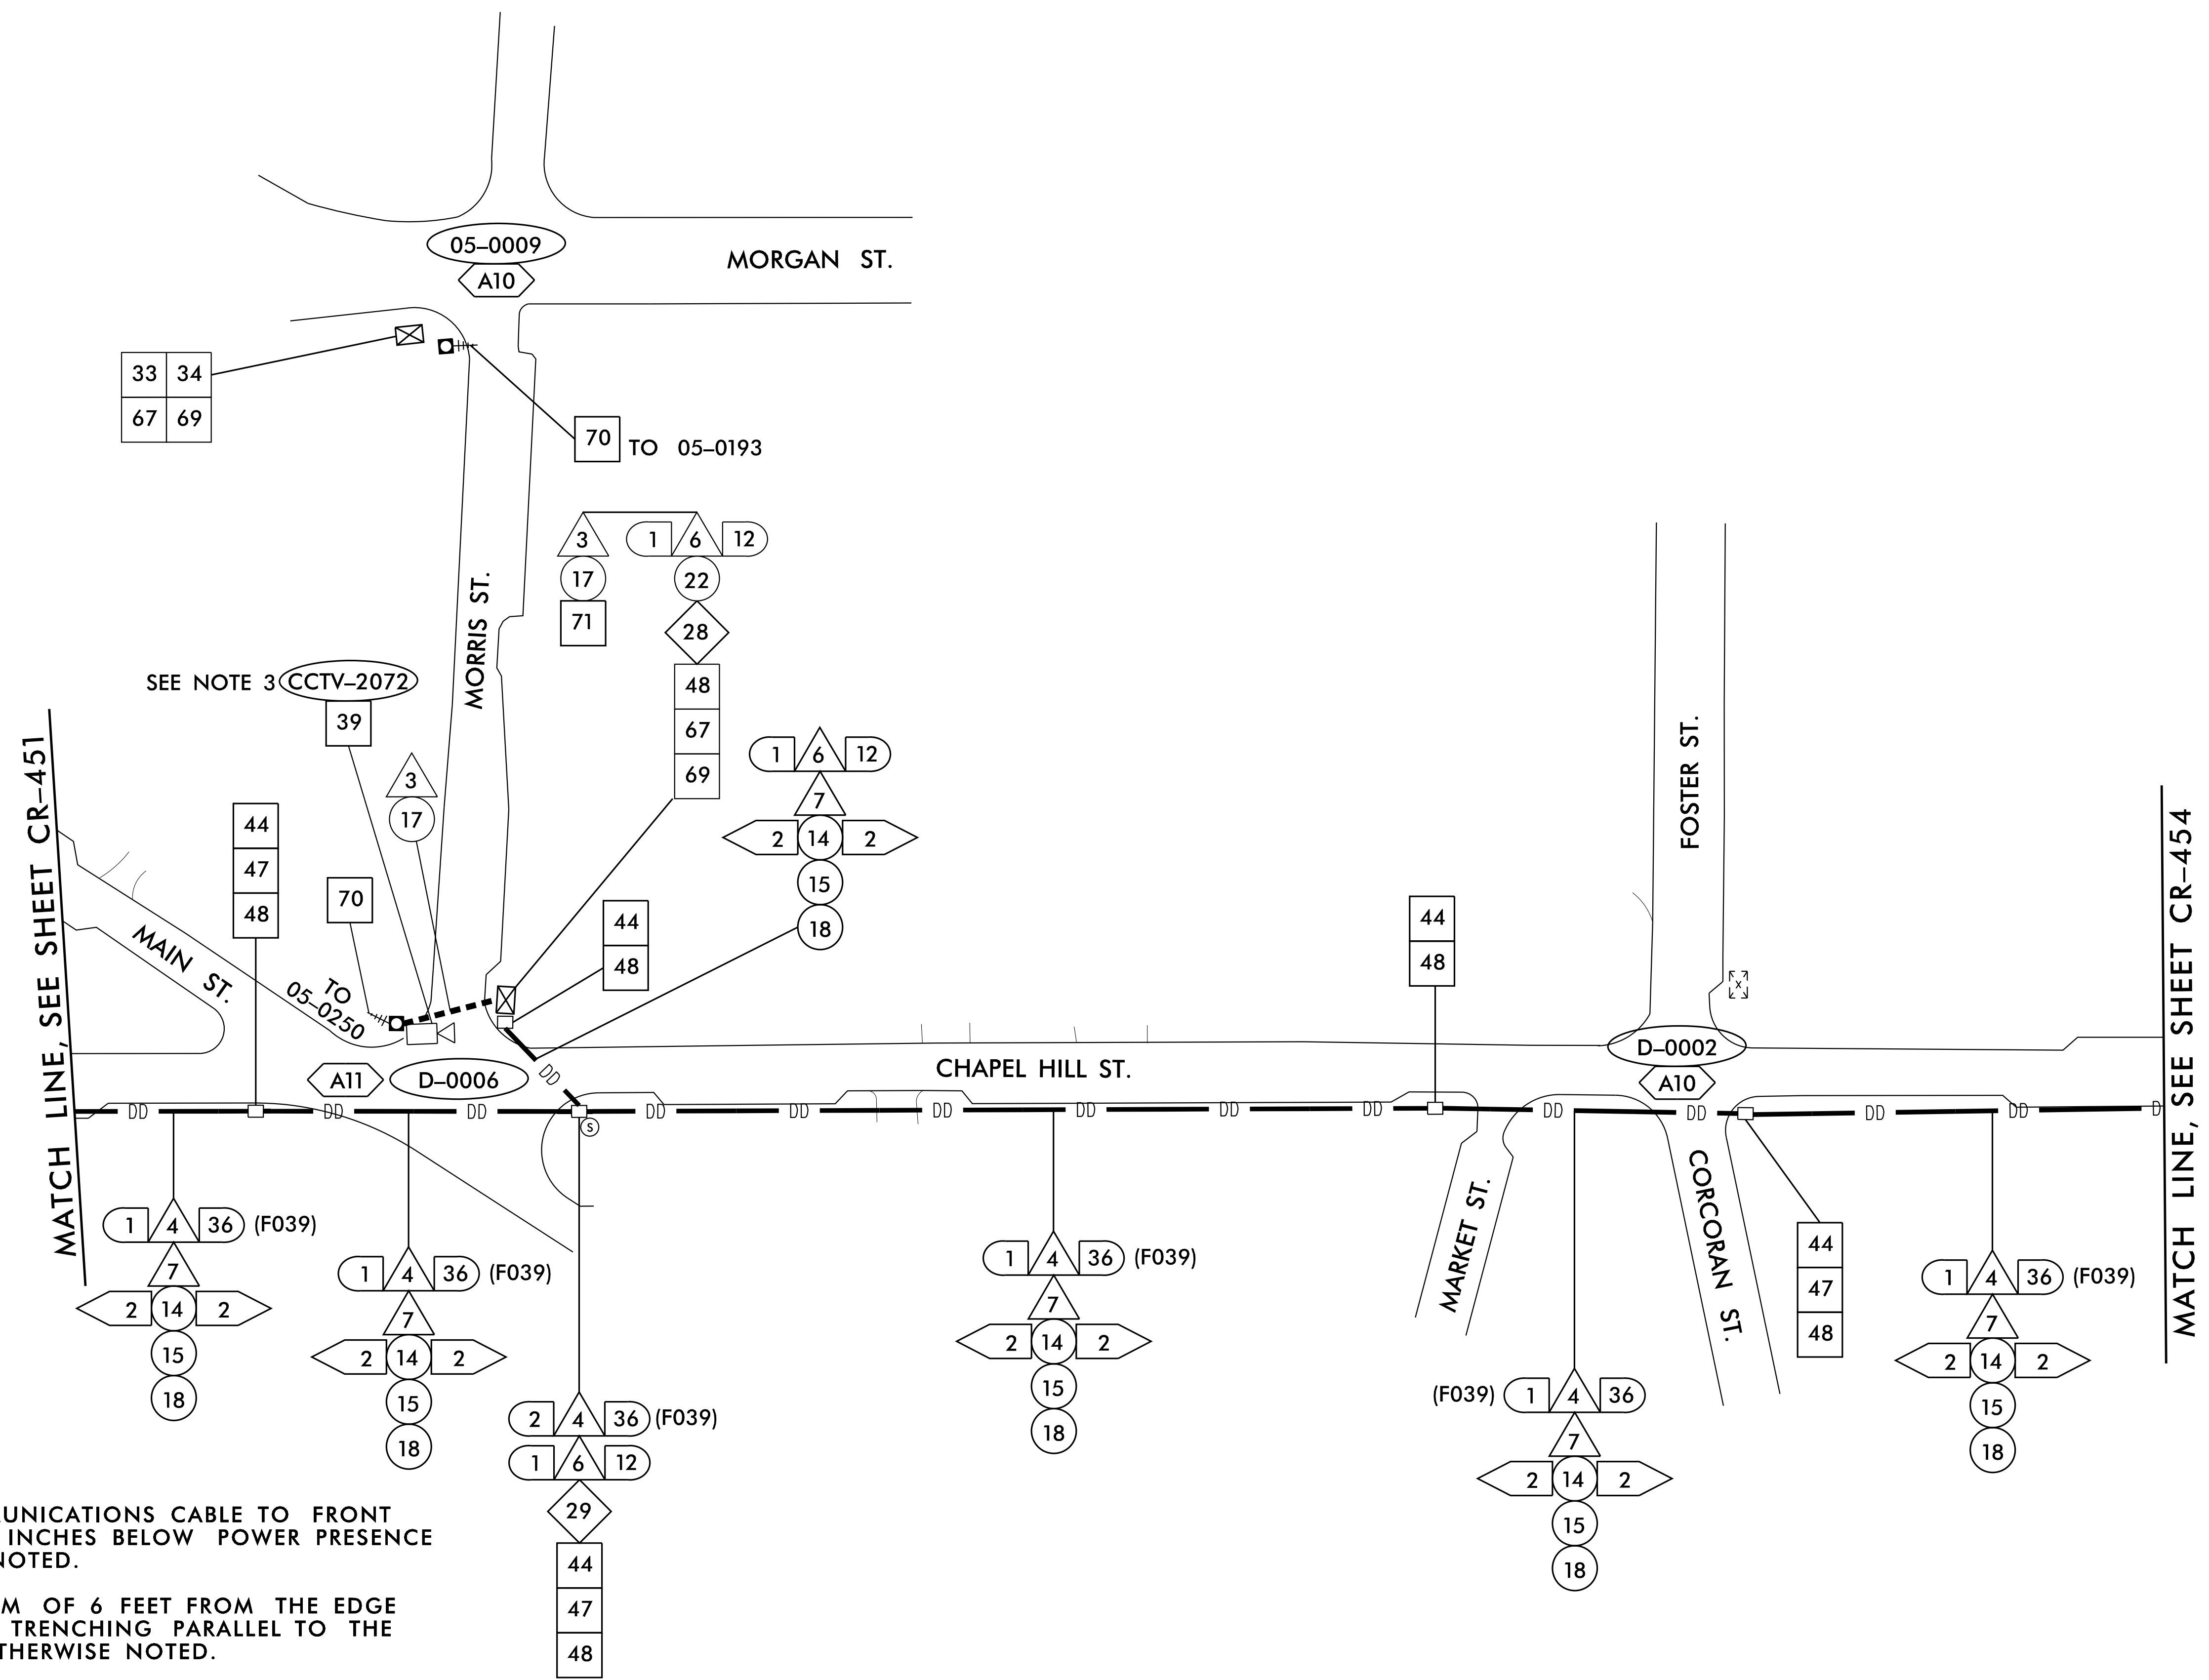 05–0009
A10
MORGAN ST.
33 34
67 69
70 TO 05–0193
3
17
71
1 6 12
22
28
48
67
69
MORRIS ST.
SEE NOTE 3 CCTV–2072
39
3
17
70
44
47
48
MATCH LINE, SEE SHEET CR–451
MAIN ST.
TO
05–0250
1 6 12
7
2 14 2
15
18
44
48
FOSTER ST.
44
48
X
MATCH LINE, SEE SHEET CR–454
A11
D–0006
CHAPEL HILL ST.
D–0002
A10
DD
DD
DD
DD
DD
DD
DD
DD
DD
DD
DD
DD
DD
DD
D
S
MARKET ST.
CORCORAN ST.
1 4 36 (F039)
7
2 14 2
15
18
1 4 36 (F039)
7
2 14 2
15
18
2 4 36 (F039)
1 6 12
29
44
47
48
1 4 36 (F039)
7
2 14 2
15
18
(F039) 1 4 36
7
2 14 2
15
18
44
47
48
1 4 36 (F039)
7
2 14 2
15
18
UNICATIONS CABLE TO FRONT
INCHES BELOW POWER PRESENCE
NOTED.
M OF 6 FEET FROM THE EDGE
TRENCHING PARALLEL TO THE
THERWISE NOTED.